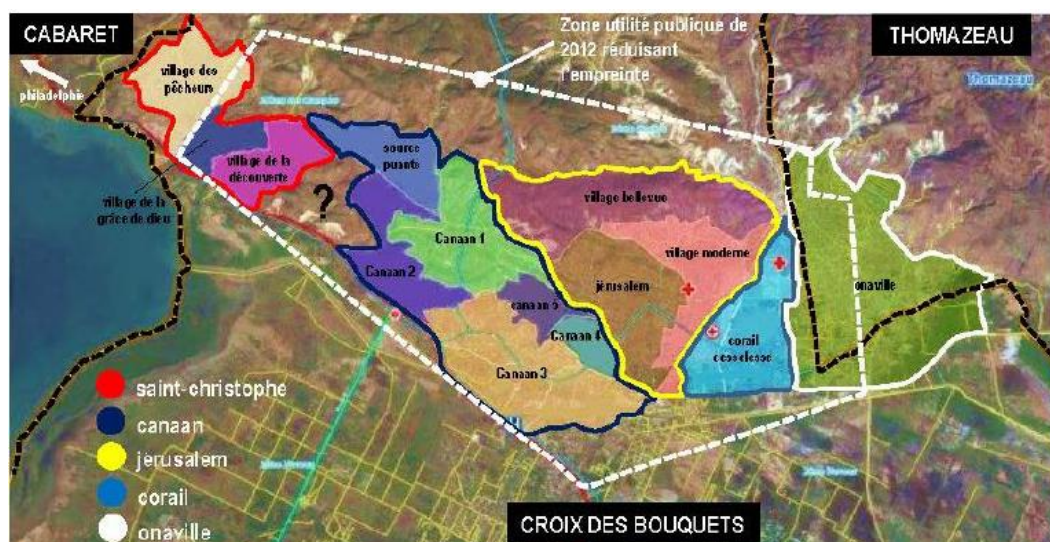 CABARET
Zone utilité publique de
2012 réduisant
l'empreinte
THOMAZEAU
Thomazeau
philadelphie
village des
pêcheurs
source
puante
village de la
découverte
village de la
grâce de dieu
?
village bellevue
Canaan 1
village moderne
Canaan 2
jérusalem
onaville
canaan 5
Canaan 4
corail
cesselesse
Canaan 3
saint-christophe
canaan
jérusalem
corail
onaville
CROIX DES BOUQUETS